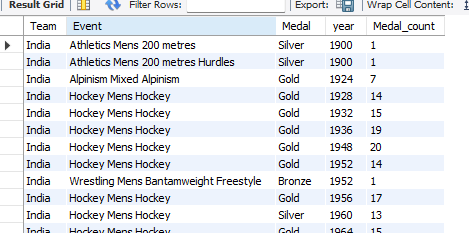 Result Grid Filter Rows: Export: Wrap Cell Content:
Team Event Medal year Medal_count
India Athletics Mens 200 metres Silver 1900 1
India Athletics Mens 200 metres Hurdles Silver 1900 1
India Alpinism Mixed Alpinism Gold 1924 7
India Hockey Mens Hockey Gold 1928 14
India Hockey Mens Hockey Gold 1932 15
India Hockey Mens Hockey Gold 1936 19
India Hockey Mens Hockey Gold 1948 20
India Hockey Mens Hockey Gold 1952 14
India Wrestling Mens Bantamweight Freestyle Bronze 1952 1
India Hockey Mens Hockey Gold 1956 17
India Hockey Mens Hockey Silver 1960 13
India Hockey Mens Hockey Gold 1964 15